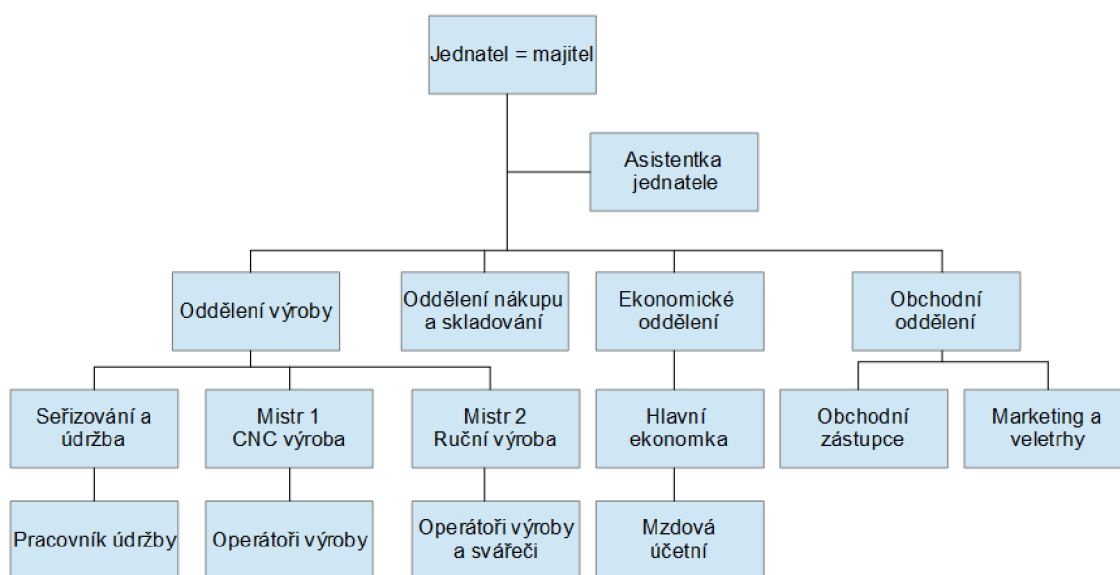 Jednatel = majitel
Asistentka
jednatele
Oddělení výroby
Oddělení nákupu
a skladování
Ekonomické
oddělení
Obchodní
oddělení
Seřizování a
údržba
Mistr 1
CNC výroba
Mistr 2
Ruční výroba
Hlavní
ekonomka
Obchodní
zástupce
Marketing a
veletrhy
Pracovník údržby
Operátoři výroby
Operátoři výroby
a svářeči
Mzdová
účetní